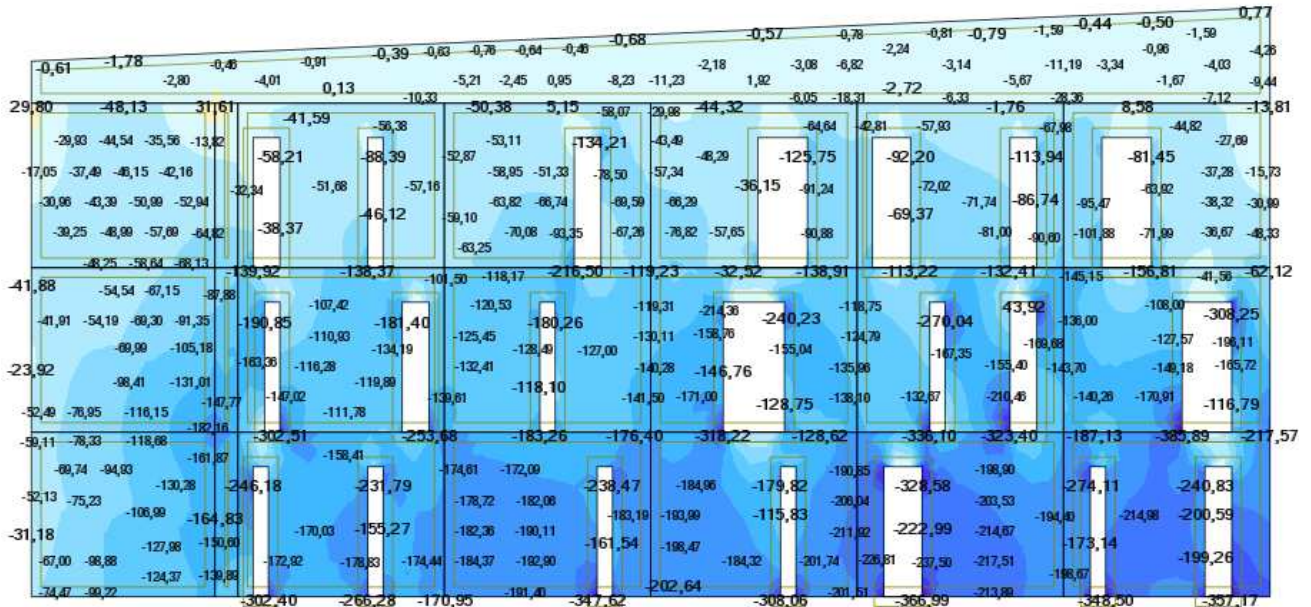 0,77
-0,44 -0,50
-0,68 -0,57 -0,78 -0,81 -0,79 -1,59 -1,59
-0,61 -1,78 -0,46 -0,91 -0,39 -0,63 -0,76 -0,64 -0,46 -2,24 -0,96 -4,26
-2,80 -4,01 0,13 -5,21 -2,45 0,95 -8,23 -11,23 -2,18 1,92 -3,08 -6,82 -2,72 -3,14 -5,67 -11,19 -3,34 -1,67 -4,03 -9,44
-10,33 -6,05 -18,31 -6,33 -28,36 -7,12
29,80 -48,13 31,61 -50,38 5,15 -58,07 -29,98 -44,32 -1,76 8,58 -13,81
-41,59 -56,38 -64,64 -42,81 -57,93 -67,98 -44,82
-29,93 -44,54 -35,56 -13,82 -53,11 -134,21 -43,49 -27,69
-58,21 -88,39 -52,87 -48,29 -125,75 -92,20 -113,94 -81,45
-17,05 -37,49 -46,15 -42,16 -58,95 -51,33 -78,50 -57,34 -37,28 -15,73
-32,34 -51,68 -57,16 -36,15 -91,24 -72,02 -63,92
-30,96 -43,39 -50,99 -52,94 -63,82 -66,74 -69,59 -66,29 -71,74 -86,74 -95,47 -38,32 -30,99
-38,37 -46,12 -59,10 -69,37
-39,25 -48,99 -57,69 -64,82 -70,08 -93,35 -67,26 -76,82 -57,65 -90,88 -81,00 -90,60 -101,88 -71,99 -36,67 -48,33
-63,25
-48,25 -58,64 -68,13
-139,92 -138,37 -101,50 -118,17 -216,50 -119,23 -32,52 -138,91 -113,22 -132,41 -145,15 -156,81 -41,56 -62,12
-41,88 -54,54 -67,15 -87,88 -107,42 -120,53 -119,31 -214,36 -118,75 43,92 -108,00 -308,25
-41,91 -54,19 -69,30 -91,35 -190,85 -181,40 -180,26 -240,23 -270,04 -136,00
-110,93 -125,45 -130,11 -158,76 -124,79 -127,57 -196,11
-69,99 -105,18 -134,19 -128,49 -127,00 -155,04 -167,35 -169,68
-23,92 -163,36 -116,28 -132,41 -140,28 -146,76 -135,96 -155,40 -143,70 -149,18 -165,72
-98,41 -131,01 -119,89 -118,10
-147,77 -147,02 -139,61 -141,50 -171,00 -128,75 -138,10 -132,67 -210,46 -140,26 -170,91 -116,79
-52,49 -76,95 -116,15 -111,78
-182,16
-59,11 -78,33 -118,68 -302,51 -253,68 -183,26 -176,40 -318,22 -128,62 -336,10 -323,40 -187,13 -385,89 -217,57
-161,87 -158,41
-69,74 -94,93 -174,61 -172,09 -190,85 -198,90
-130,28 -246,18 -231,79 -238,47 -184,96 -179,82 -328,58 -274,11 -240,83
-52,13 -75,23 -178,72 -182,08 -206,04 -203,53
-106,99 -164,83 -183,19 -193,99 -115,83 -194,40 -214,98 -200,59
-31,18 -150,60 -170,03 -155,27 -182,36 -190,11 -161,54 -211,92 -222,99 -214,67 -173,14
-127,98 -198,47
-67,00 -98,88 -172,92 -178,83 -174,44 -184,37 -192,90 -184,32 -201,74 -226,81 -237,50 -217,51 -199,26
-124,37 -139,89 -198,67
-74,47 -99,22 -191,40 -202,64 -201,51 -213,89
-302,40 -266,28 -170,95 -347,62 -308,06 -366,99 -348,50 -357,17